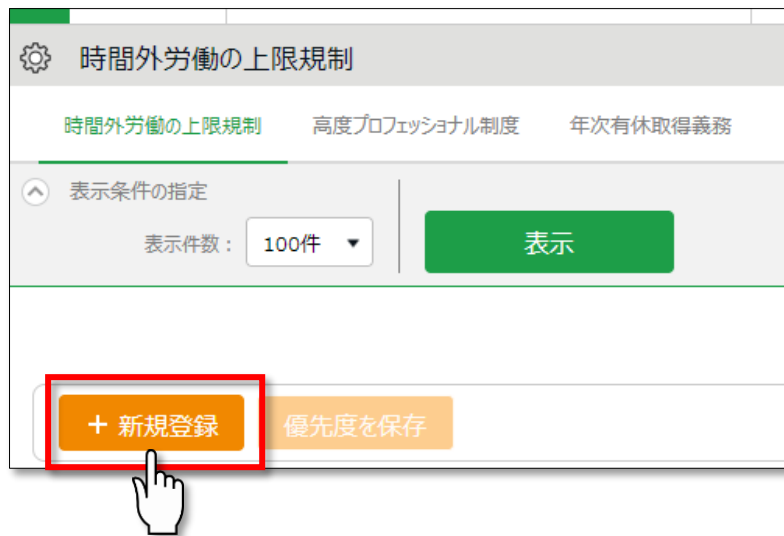 時間外労働の上限規制
時間外労働の上限規制 高度プロフェッショナル制度 年次有休取得義務
表示条件の指定
表示件数： 100件 ▼ 表示
+ 新規登録 優先度を保存